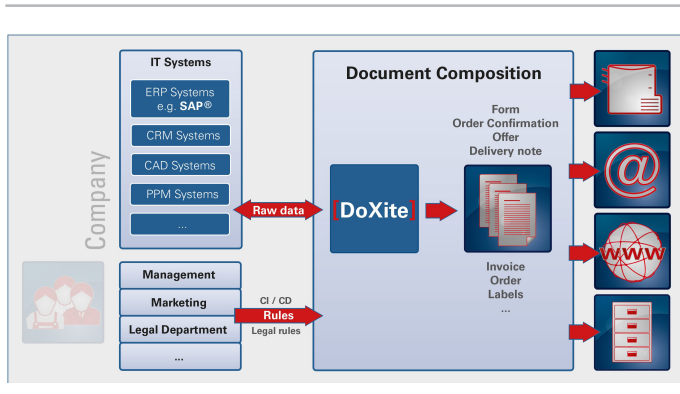 Company
IT Systems
ERP Systems
e.g. SAP®
CRM Systems
CAD Systems
PPM Systems
...
Management
Marketing
Legal Department
...
Raw data
CI / CD
Rules
Legal rules
Document Composition
[DoXite]
Form
Order Confirmation
Offer
Delivery note
Invoice
Order
Labels
...
@
WWW